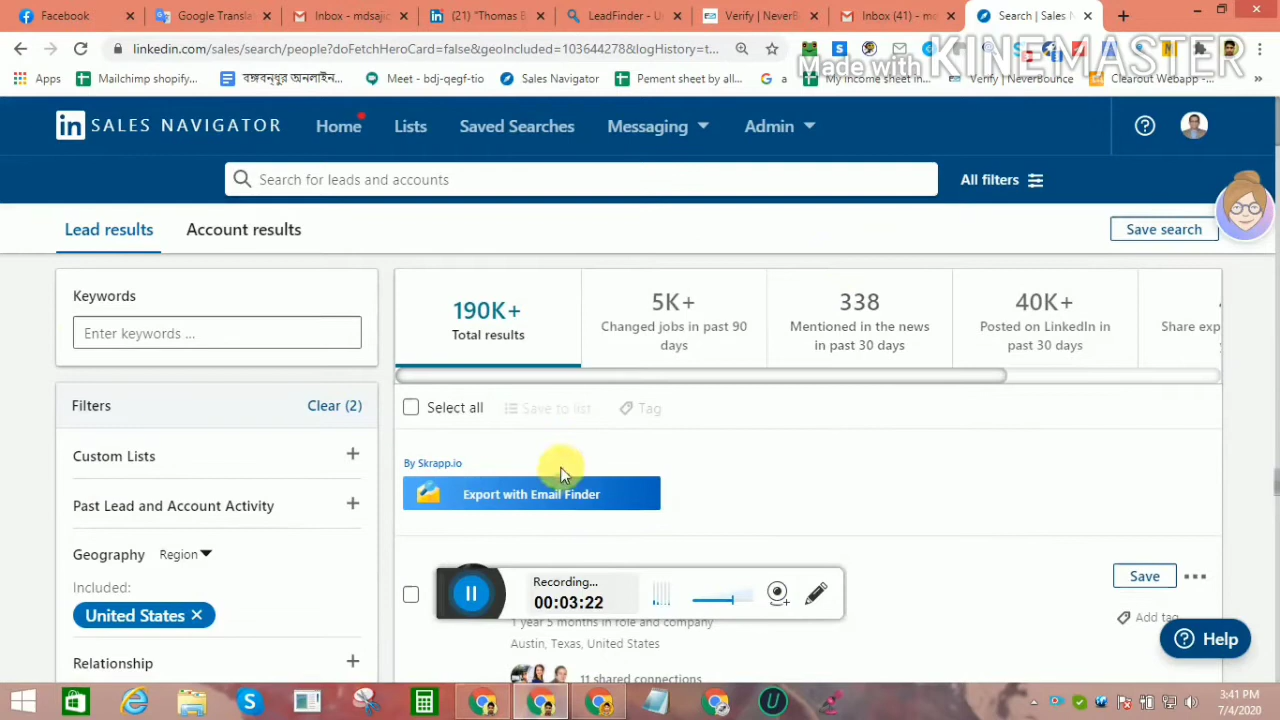 Facebook
Google Transla
Inbox - mdsajic
(21) "Thomas B
LeadFinder - U
Verify | NeverB
Inbox (41) - m
Search | Sales N
linkedin.com/sales/search/people?doFetchHeroCard=false&geoIncluded=103644278&logHistory=t...
Made with KINEMASTER
Apps
Mailchimp shopify...
বঙ্গবন্ধুর অনলাইন...
Meet - bdj-qegf-tio
Sales Navigator
Pement sheet by all...
a
My income sheet in...
Verify | NeverBounce
Clearout Webapp -...
in SALES NAVIGATOR
Home
Lists
Saved Searches
Messaging
Admin
Search for leads and accounts
All filters
Lead results
Account results
Save search
Keywords
Enter keywords ...
190K+
Total results
5K+
Changed jobs in past 90
days
338
Mentioned in the news
in past 30 days
40K+
Posted on LinkedIn in
past 30 days
Share exp
Filters
Clear (2)
Select all
Save to list
Tag
Custom Lists
By Skrapp.io
Export with Email Finder
Past Lead and Account Activity
Geography
Region
Included:
United States
Relationship
Recording...
00:03:22
Save
1 year 5 months in role and company
Add tag
Austin, Texas, United States
11 shared connections
Help
3:41 PM
7/4/2020